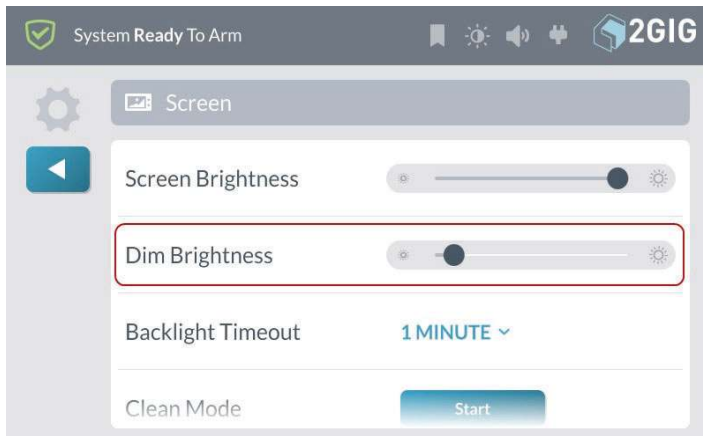 System Ready To Arm
2GIG
Screen
Screen Brightness
Dim Brightness
Backlight Timeout
1 MINUTE
Clean Mode
Start